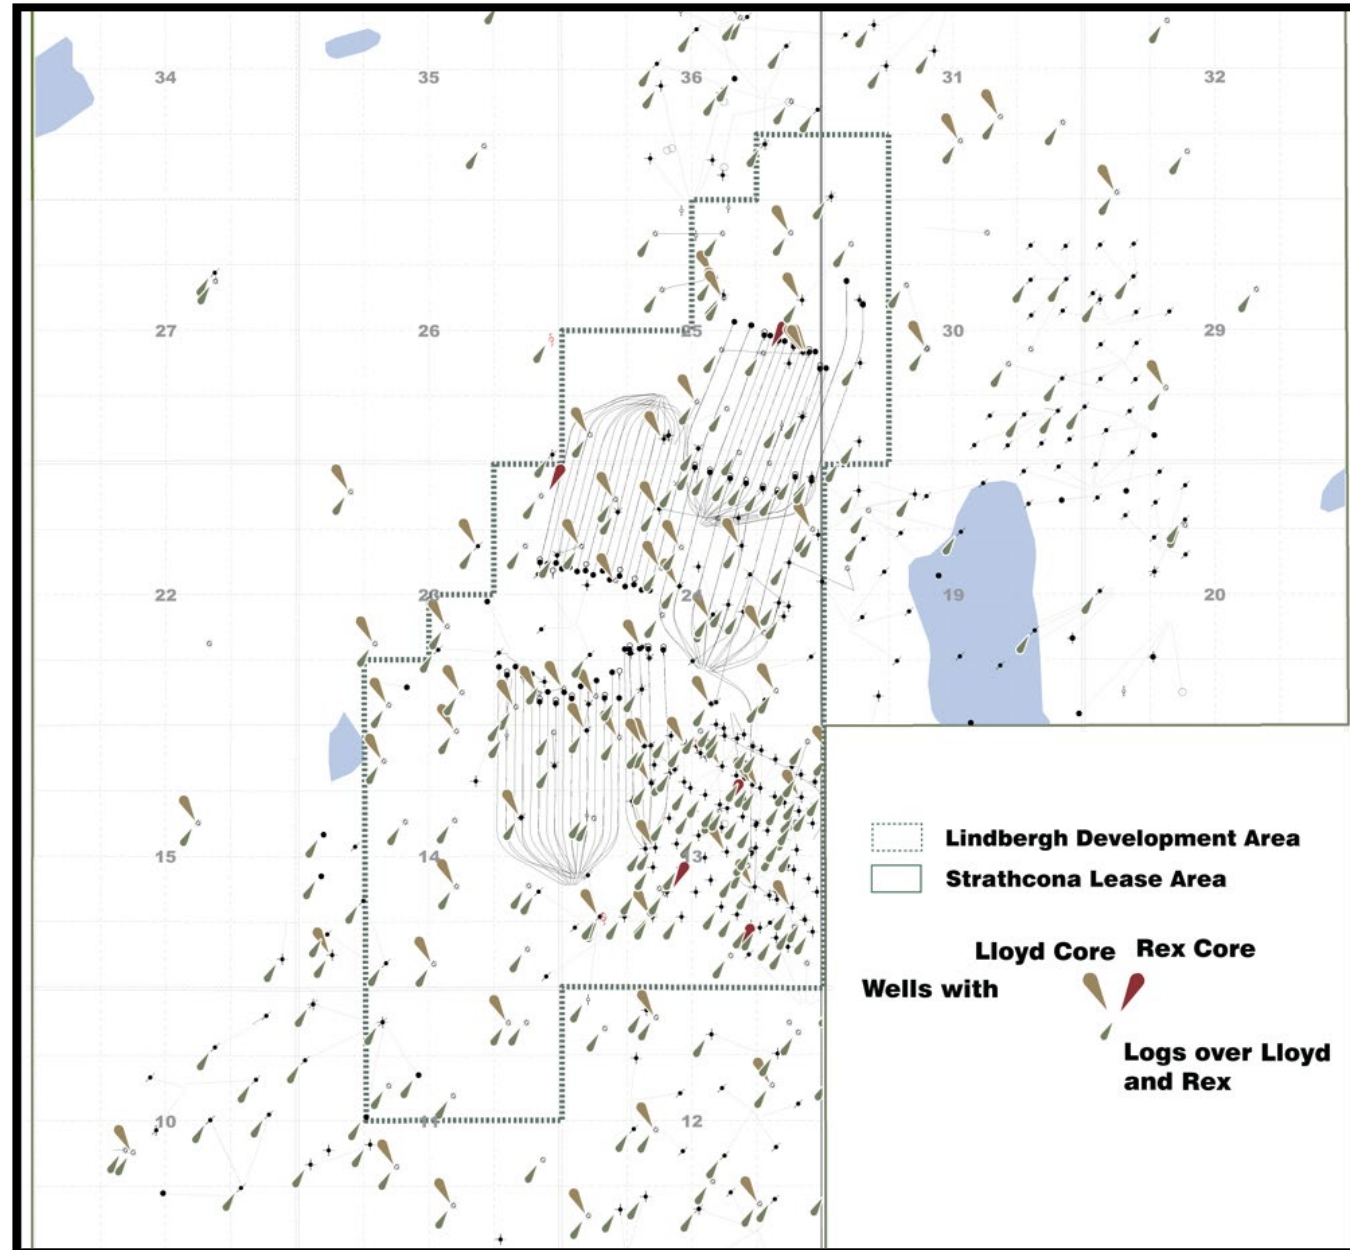 34 35 36 31 32
27 26 25 30 29
22 23 24 19 20
15 14 13
Lindbergh Development Area
Strathcona Lease Area
Lloyd Core Rex Core
Wells with
Logs over Lloyd
and Rex
10 11 12